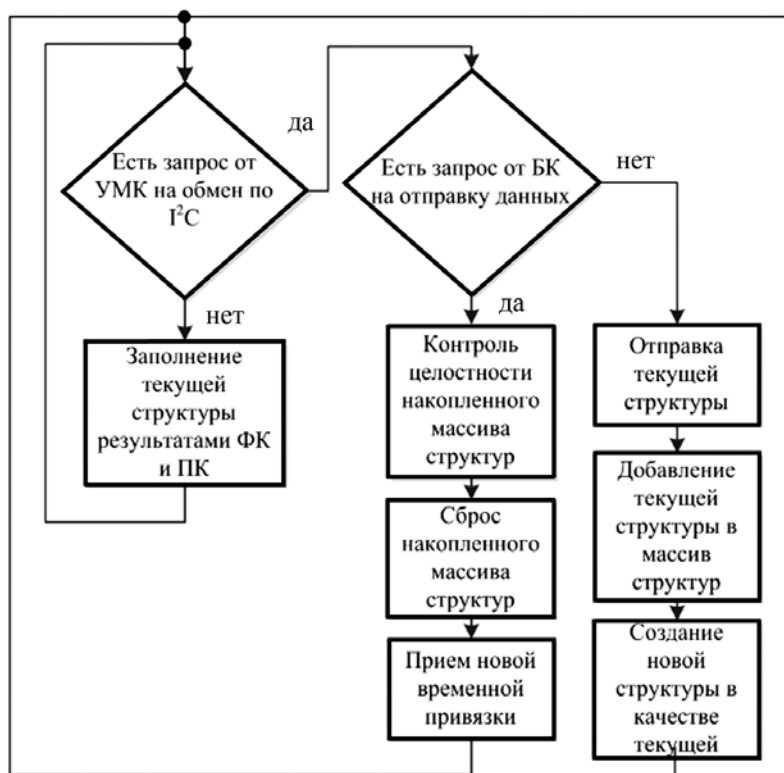 Есть запрос от
УМК на обмен по
I²C
да
нет
Заполнение
текущей
структуры
результатами ФК
и ПК
Есть запрос от БК
на отправку данных
нет
да
Контроль
целостности
накопленного
массива
структур
Сброс
накопленного
массива
структур
Прием новой
временной
привязки
Отправка
текущей
структуры
Добавление
текущей
структуры в
массив
структур
Создание
новой
структуры в
качестве
текущей